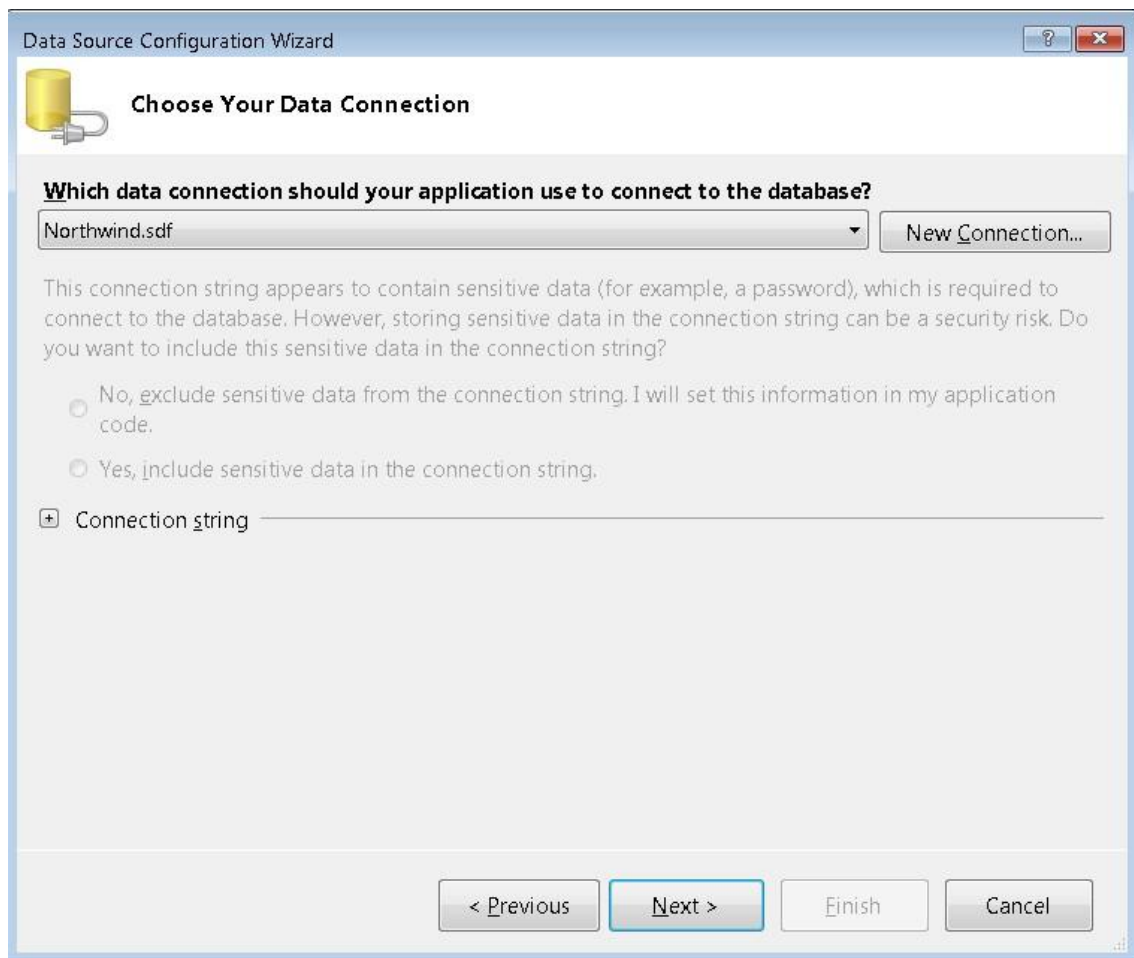 Data Source Configuration Wizard
Choose Your Data Connection
Which data connection should your application use to connect to the database?
Northwind.sdf
New Connection...
This connection string appears to contain sensitive data (for example, a password), which is required to
connect to the database. However, storing sensitive data in the connection string can be a security risk. Do
you want to include this sensitive data in the connection string?
No, exclude sensitive data from the connection string. I will set this information in my application
code.
Yes, include sensitive data in the connection string.
Connection string
< Previous
Next >
Finish
Cancel